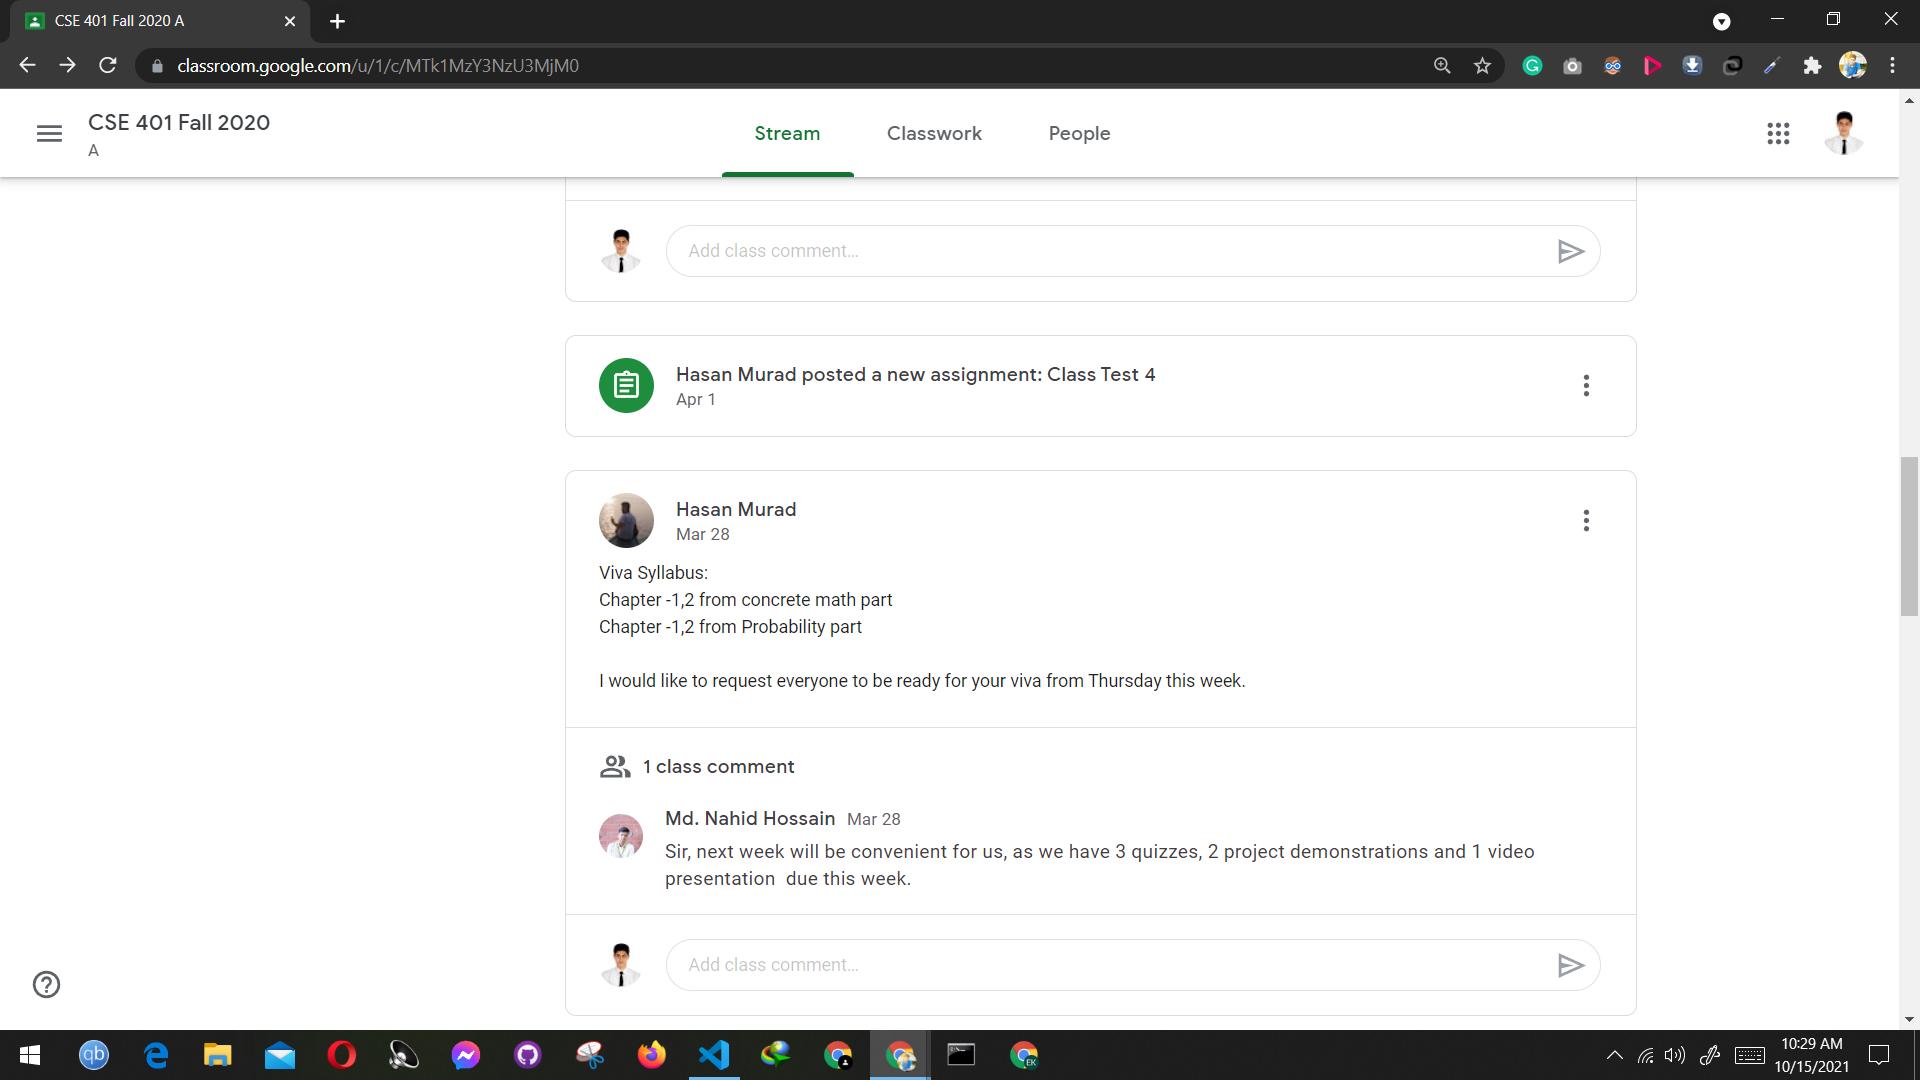 CSE 401 Fall 2020 A
classroom.google.com/u/1/c/MTk1MzY3NzU3MjM0
CSE 401 Fall 2020
A
Stream
Classwork
People
Add class comment…
Hasan Murad posted a new assignment: Class Test 4
Apr 1
Hasan Murad
Mar 28
Viva Syllabus:
Chapter -1,2 from concrete math part
Chapter -1,2 from Probability part
I would like to request everyone to be ready for your viva from Thursday this week.
1 class comment
Md. Nahid Hossain Mar 28
Sir, next week will be convenient for us, as we have 3 quizzes, 2 project demonstrations and 1 video
presentation  due this week.
Add class comment…
qb
EK
10:29 AM
10/15/2021